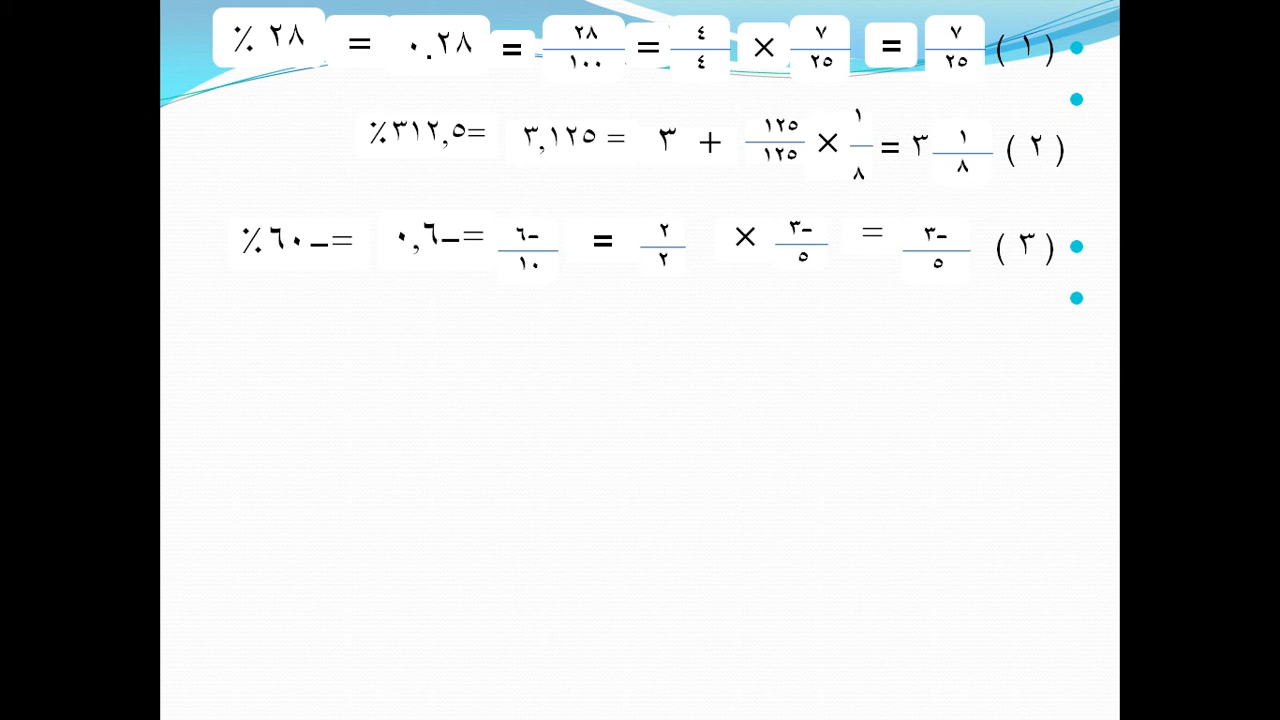 ( ١ ) ٧/٢٥ = ٧/٢٥ × ٤/٤ = ٢٨/١٠٠ = ٠.٢٨ = ٢٨ ٪
( ٢ ) ١/٨ ٣ = ١/٨ × ١٢٥/١٢٥ + ٣ = ٣,١٢٥ =٣١٢,٥٪
( ٣ ) –٣/٥ = –٣/٥ × ٢/٢ = –٦/١٠ =–٠,٦ =–٦٠٪